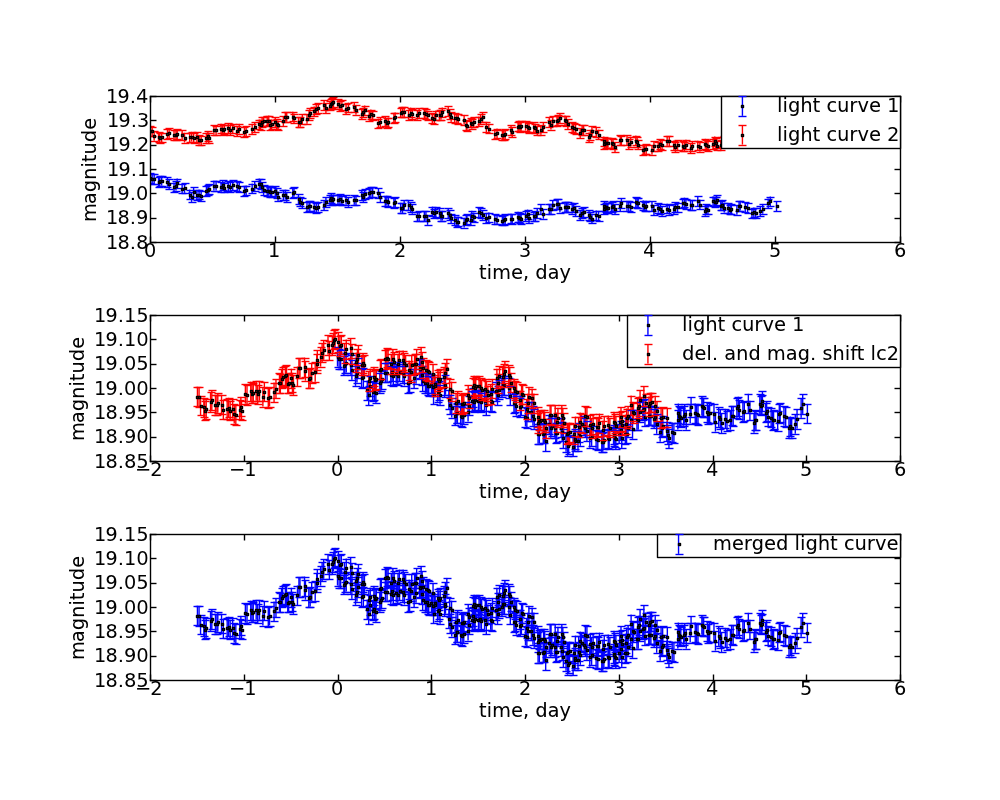 19.4
19.3
19.2
19.1
19.0
18.9
18.8
magnitude
light curve 1
light curve 2
0 1 2 3 4 5 6
time, day
19.15
19.10
19.05
19.00
18.95
18.90
18.85
magnitude
light curve 1
del. and mag. shift lc2
−2 −1 0 1 2 3 4 5 6
time, day
19.15
19.10
19.05
19.00
18.95
18.90
18.85
magnitude
merged light curve
−2 −1 0 1 2 3 4 5 6
time, day